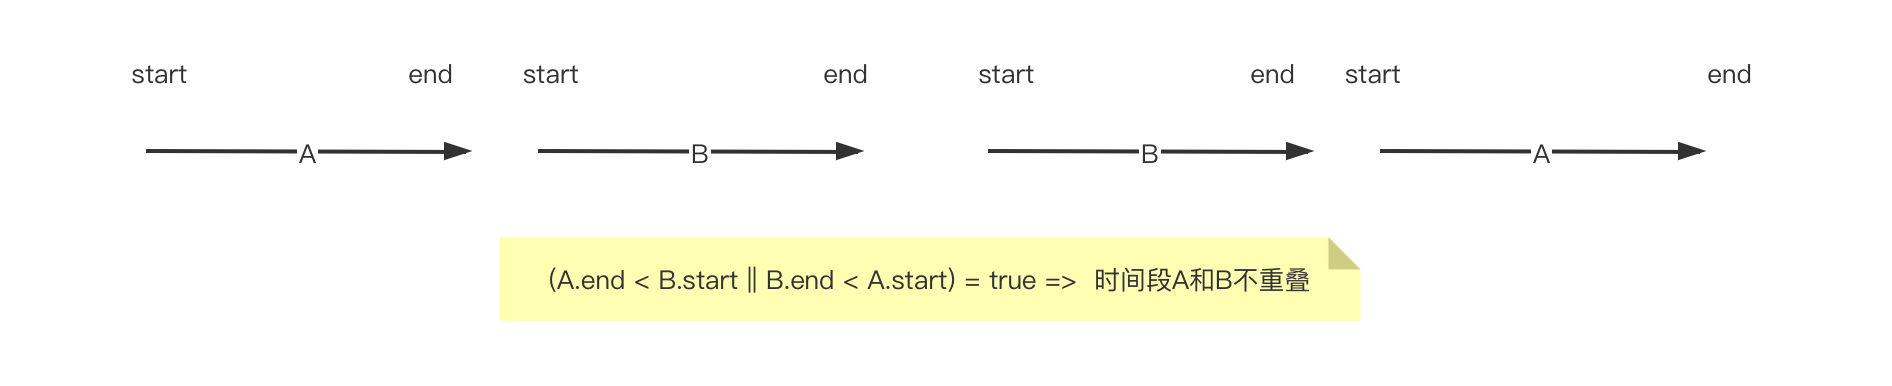 start end start end start end start end
A B B A
(A.end < B.start || B.end < A.start) = true => 时间段A和B不重叠